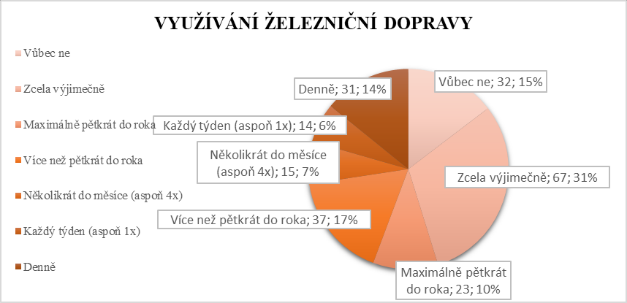 VYUŽÍVÁNÍ ŽELEZNIČNÍ DOPRAVY
Vůbec ne
Zcela výjimečně
Maximálně pětkrát do roka
Více než pětkrát do roka
Několikrát do měsíce (aspoň 4x)
Každý týden (aspoň 1x)
Denně
Vůbec ne; 32; 15%
Zcela výjimečně; 67; 31%
Maximálně pětkrát
do roka; 23; 10%
Více než pětkrát do roka; 37; 17%
Několikrát do měsíce
(aspoň 4x); 15; 7%
Každý týden (aspoň 1x); 14; 6%
Denně; 31; 14%